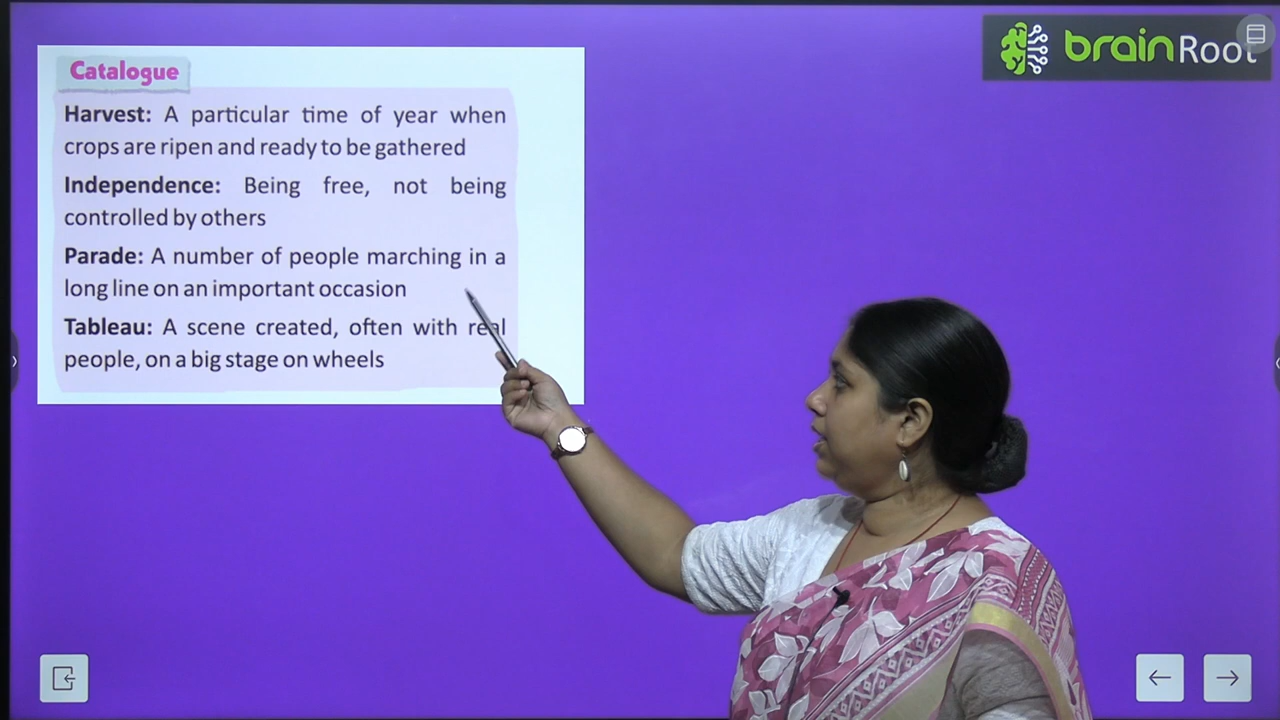 Catalogue
Harvest: A particular time of year when
crops are ripen and ready to be gathered
Independence: Being free, not being
controlled by others
Parade: A number of people marching in a
long line on an important occasion
Tableau: A scene created, often with real
people, on a big stage on wheels
brainRoot